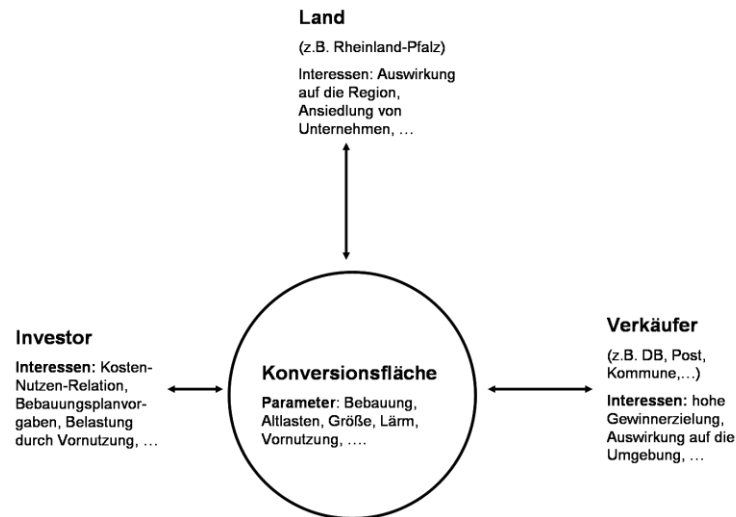 Land
(z.B. Rheinland-Pfalz)
Interessen: Auswirkung
auf die Region,
Ansiedlung von
Unternehmen, …
Investor
Interessen: Kosten-
Nutzen-Relation,
Bebauungsplanvor-
gaben, Belastung
durch Vornutzung, …
Konversionsfläche
Parameter: Bebauung,
Altlasten, Größe, Lärm,
Vornutzung, ….
Verkäufer
(z.B. DB, Post,
Kommune,…)
Interessen: hohe
Gewinnerzielung,
Auswirkung auf die
Umgebung, …